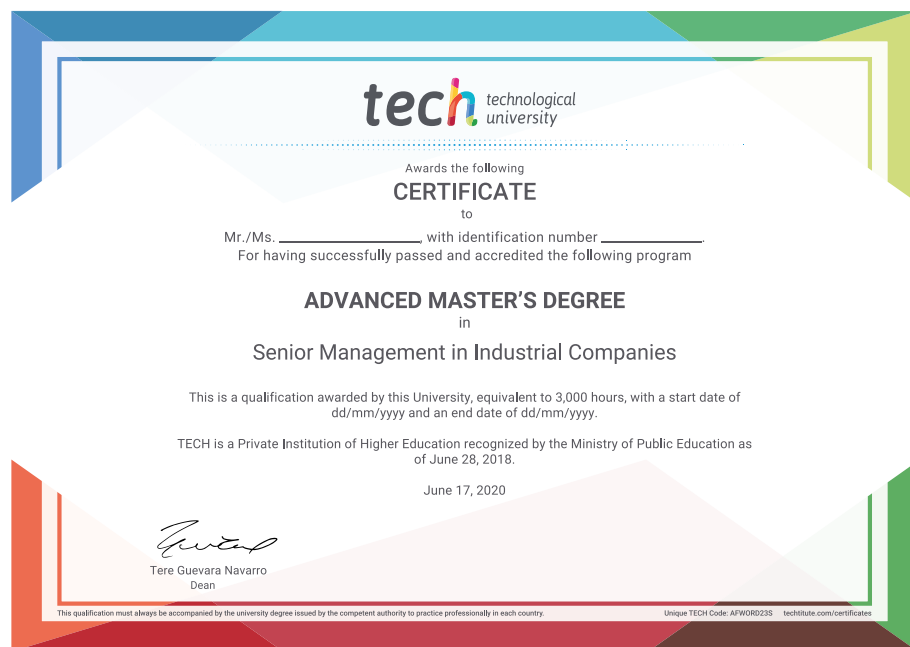 tech technological
university
Awards the following
CERTIFICATE
to
Mr./Ms. ____________________, with identification number ______________.
For having successfully passed and accredited the following program
ADVANCED MASTER'S DEGREE
in
Senior Management in Industrial Companies
This is a qualification awarded by this University, equivalent to 3,000 hours, with a start date of
dd/mm/yyyy and an end date of dd/mm/yyyy.
TECH is a Private Institution of Higher Education recognized by the Ministry of Public Education as
of June 28, 2018.
June 17, 2020
Tere Guevara Navarro
Dean
This qualification must always be accompanied by the university degree issued by the competent authority to practice professionally in each country. Unique TECH Code: AFWORD23S techtitute.com/certificates